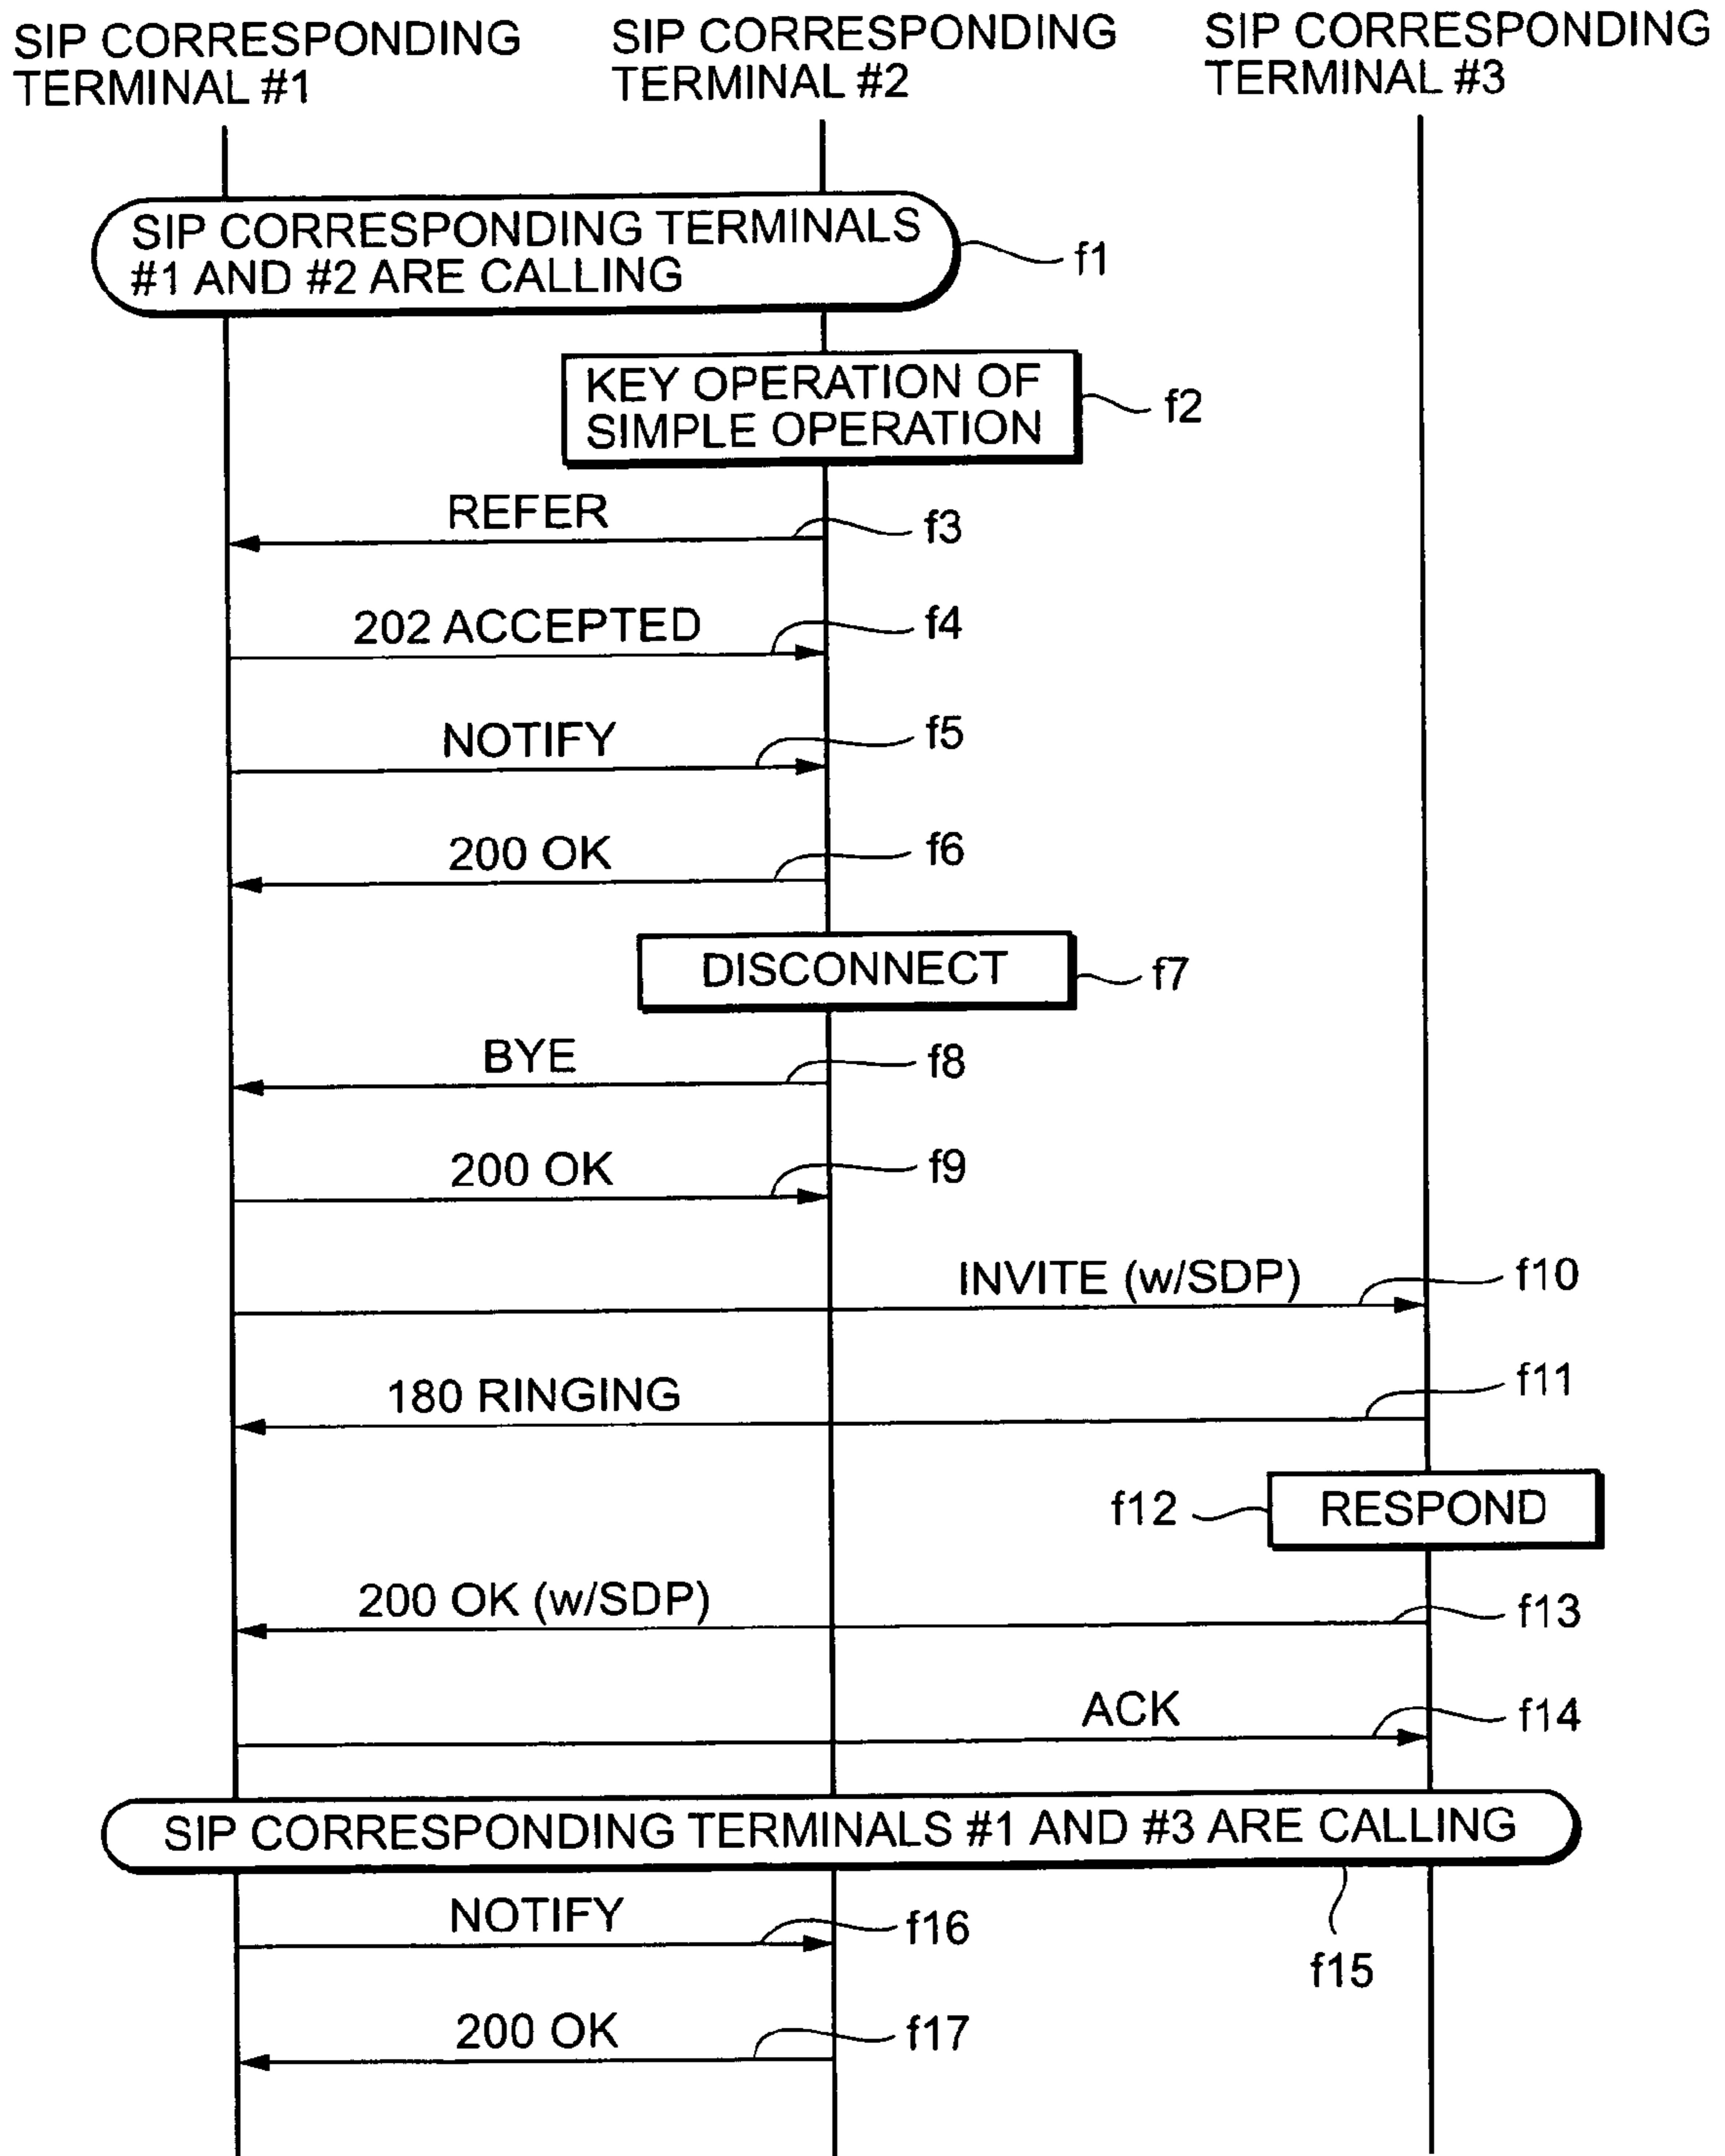 SIP CORRESPONDING
TERMINAL #1
SIP CORRESPONDING
TERMINAL #2
SIP CORRESPONDING
TERMINAL #3
SIP CORRESPONDING TERMINALS
#1 AND #2 ARE CALLING
f1
KEY OPERATION OF
SIMPLE OPERATION
f2
REFER
f3
202 ACCEPTED
f4
NOTIFY
f5
200 OK
f6
DISCONNECT
f7
BYE
f8
200 OK
f9
INVITE (w/SDP)
f10
180 RINGING
f11
f12
RESPOND
200 OK (w/SDP)
f13
ACK
f14
SIP CORRESPONDING TERMINALS #1 AND #3 ARE CALLING
NOTIFY
f16
f15
200 OK
f17